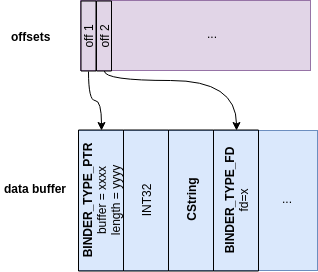 offsets
off 1
off 2
...
data buffer
BINDER_TYPE_PTR
buffer = xxxx
length = yyyy
INT32
CString
BINDER_TYPE_FD
fd=x
...